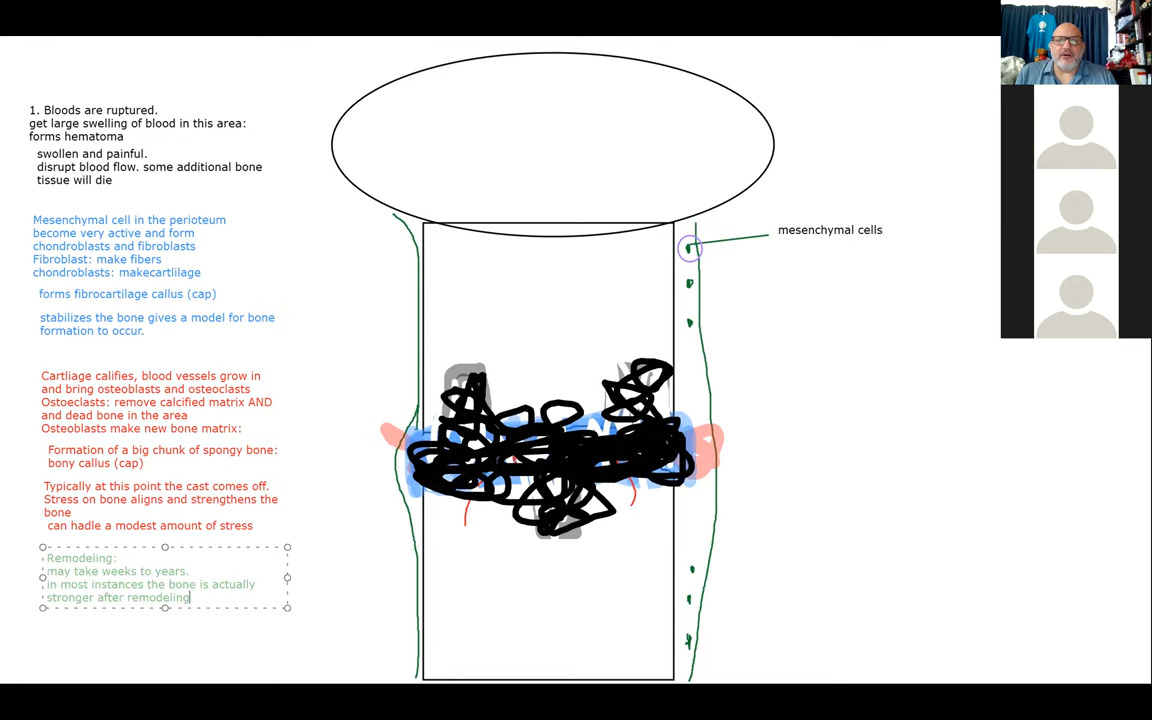 1. Bloods are ruptured.
get large swelling of blood in this area:
forms hematoma
swollen and painful.
disrupt blood flow. some additional bone
tissue will die
Mesenchymal cell in the perioteum
become very active and form
chondroblasts and fibroblasts
Fibroblast: make fibers
chondroblasts: makecartlilage
forms fibrocartilage callus (cap)
stabilizes the bone gives a model for bone
formation to occur.
Cartliage califies, blood vessels grow in
and bring osteoblasts and osteoclasts
Ostoeclasts: remove calcified matrix AND
and dead bone in the area
Osteoblasts make new bone matrix:
Formation of a big chunk of spongy bone:
bony callus (cap)
Typically at this point the cast comes off.
Stress on bone aligns and strengthens the
bone
can hadle a modest amount of stress
Remodeling:
may take weeks to years.
in most instances the bone is actually
stronger after remodeling
mesenchymal cells